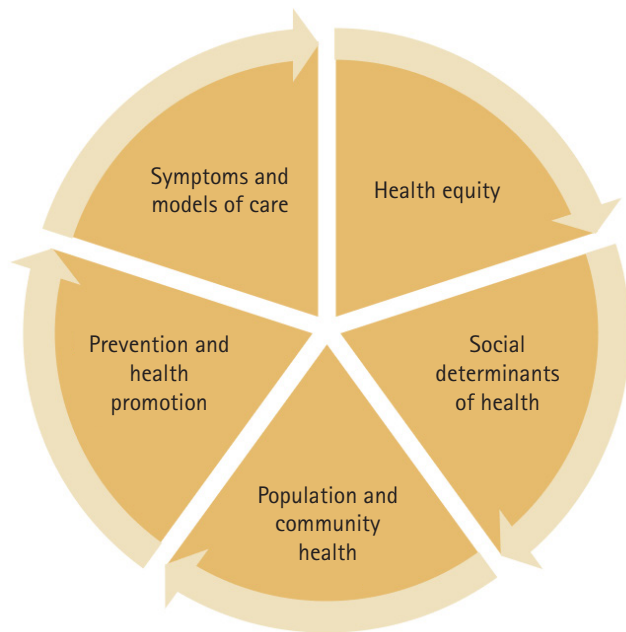 Symptoms and
models of care
Health equity
Prevention and
health
promotion
Social
determinants
of health
Population and
community
health